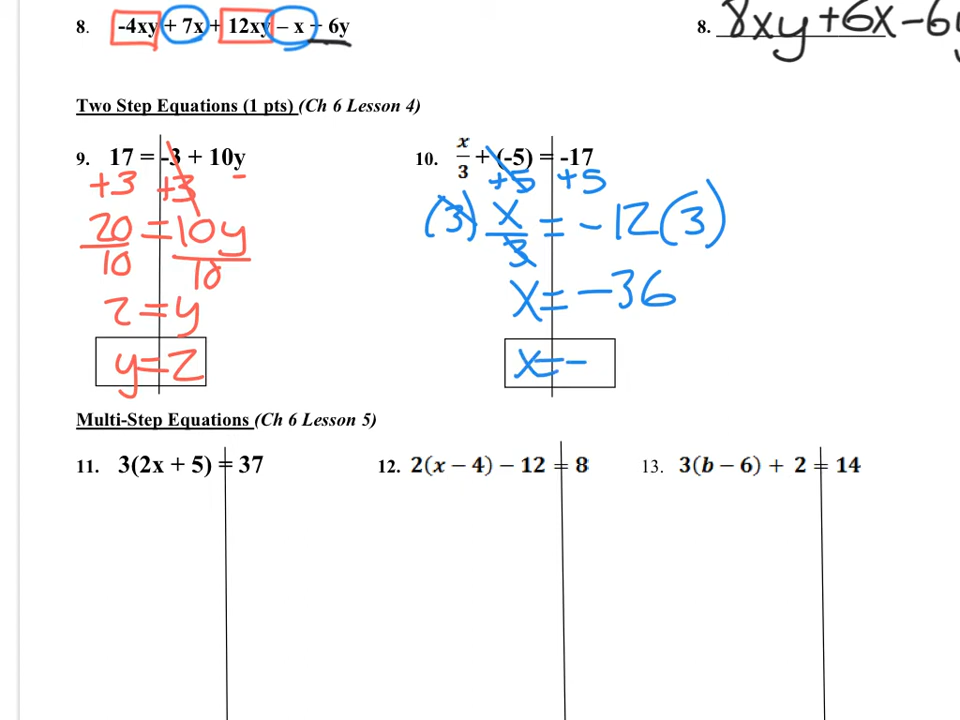 8. -4xy + 7x + 12xy – x – 6y 8. 8xy + 6x - 6y
Two Step Equations (1 pts) (Ch 6 Lesson 4)
9. 17 = -3 + 10y
+3 +3
20 = 10y
10 10
2 = y
y = 2
10. x/3 + (-5) = -17
+5 +5
(3) x/3 = -12(3)
x = -36
x = -
Multi-Step Equations (Ch 6 Lesson 5)
11. 3(2x + 5) = 37
12. 2(x – 4) – 12 = 8
13. 3(b – 6) + 2 = 14